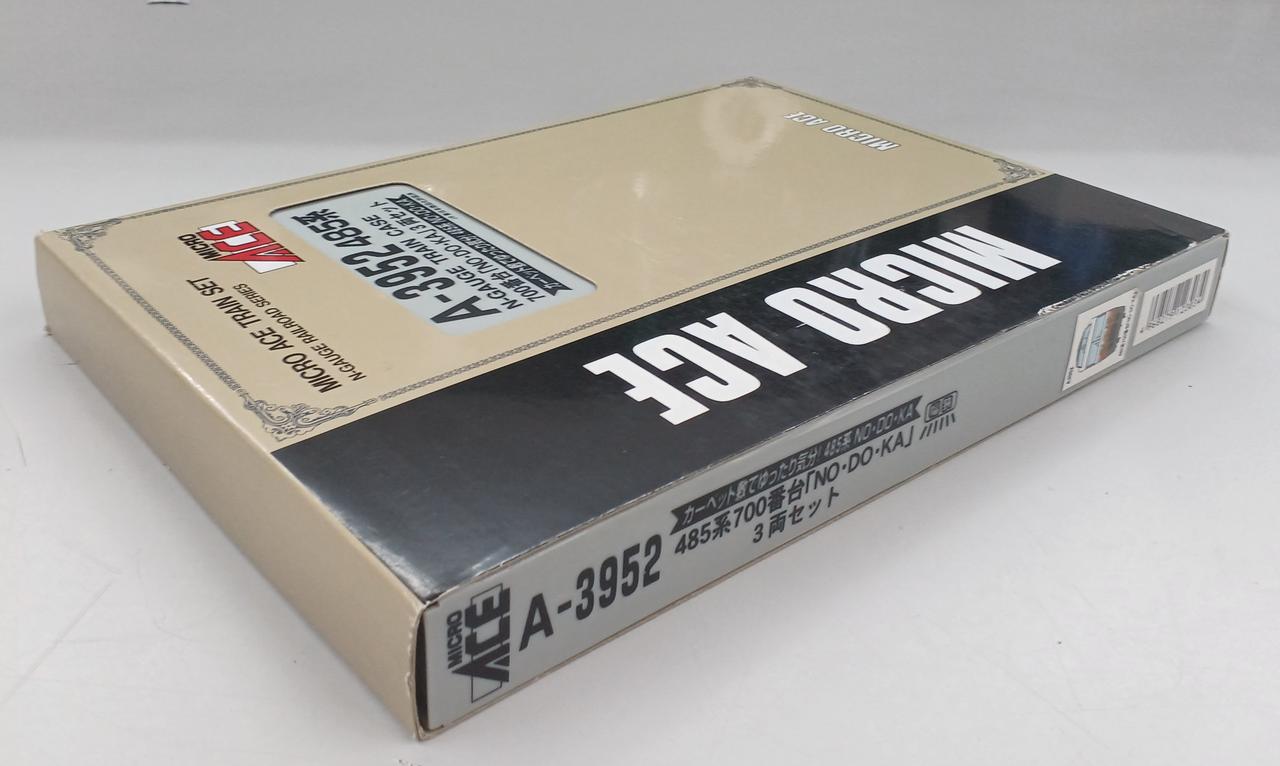 MICRO ACE
MICRO ACE
MICRO
ACE
MICRO ACE TRAIN SET
N-GAUGE RAILROAD SERIES
A-3952 485系
N-GAUGE TRAIN CASE
700番台「NO・DO・KA」3両セット
MICRO
ACE
A-3952
カーペット敷でゆったり気分!485系 NO・DO・KA
485系700番台「NO・DO・KA」
3両セット